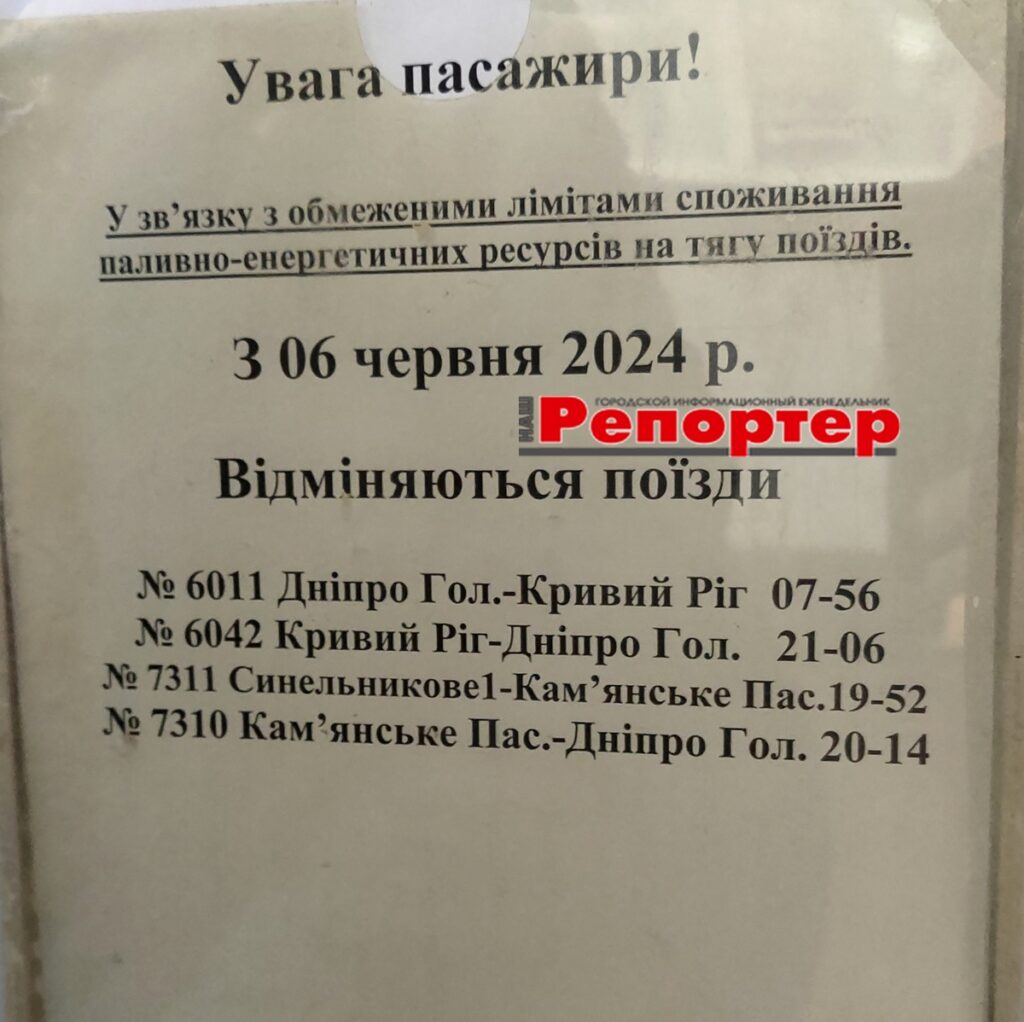 Увага пасажири!
У зв’язку з обмеженими лімітами споживання
паливно-енергетичних ресурсів на тягу поїздів.
З 06 червня 2024 р.
ГОРОДСКОЙ ИНФОРМАЦИОННЫЙ ЕЖЕНЕДЕЛЬНИК
НАШ Репортер
Відміняються поїзди
№ 6011 Дніпро Гол.-Кривий Ріг 07-56
№ 6042 Кривий Ріг-Дніпро Гол. 21-06
№ 7311 Синельникове1-Кам’янське Пас.19-52
№ 7310 Кам’янське Пас.-Дніпро Гол. 20-14